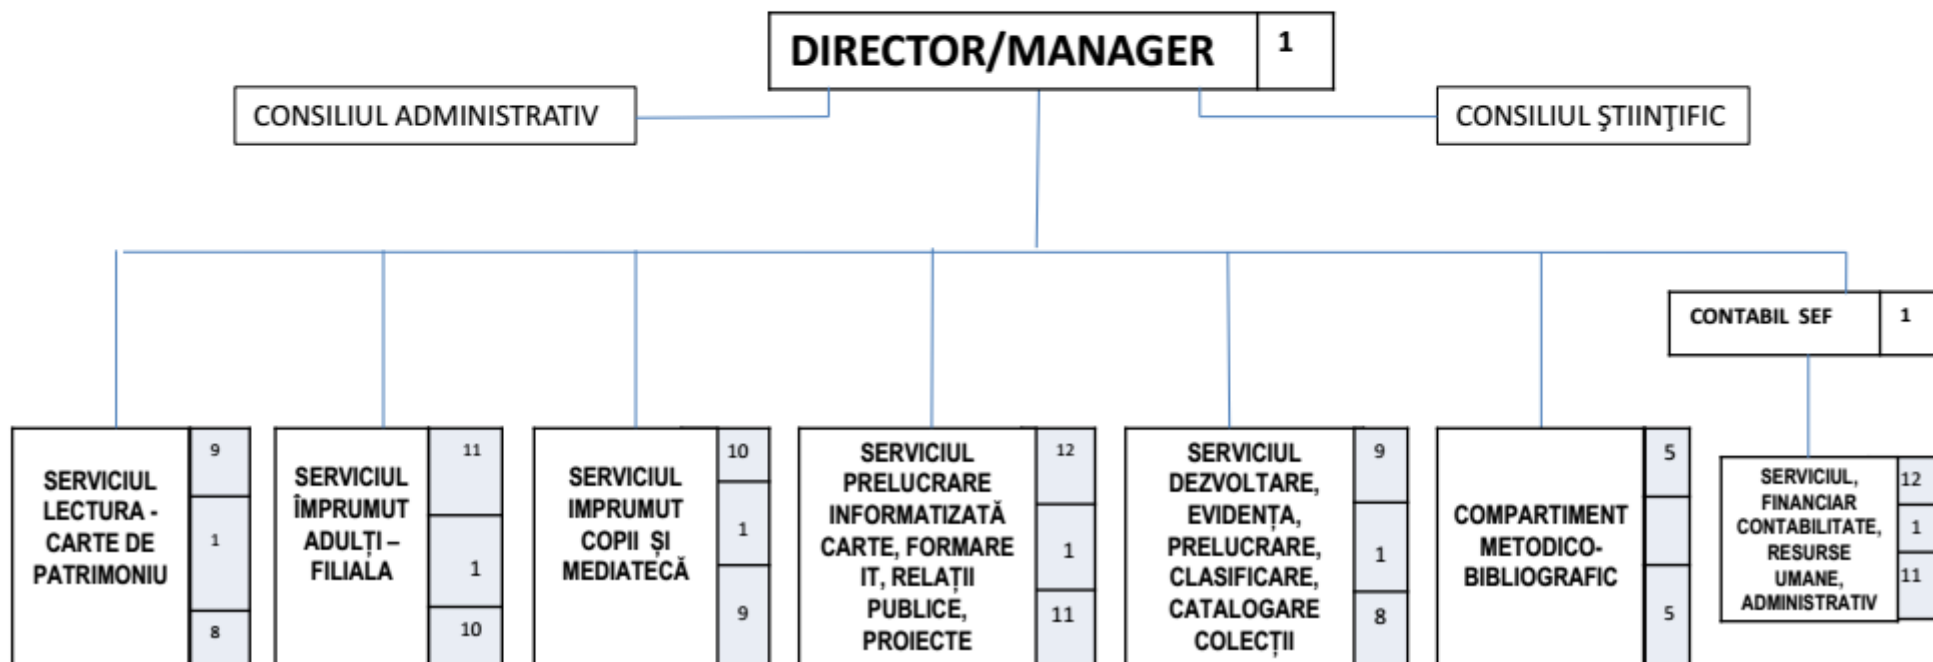 DIRECTOR/MANAGER 1
CONSILIUL ADMINISTRATIV
CONSILIUL ŞTIINŢIFIC
CONTABIL SEF 1
SERVICIUL
LECTURA -
CARTE DE
PATRIMONIU
9
1
8
SERVICIUL
ÎMPRUMUT
ADULȚI –
FILIALA
11
1
10
SERVICIUL
IMPRUMUT
COPII ȘI
MEDIATECĂ
10
1
9
SERVICIUL
PRELUCRARE
INFORMATIZATĂ
CARTE, FORMARE
IT, RELAȚII
PUBLICE,
PROIECTE
12
1
11
SERVICIUL
DEZVOLTARE,
EVIDENȚA,
PRELUCRARE,
CLASIFICARE,
CATALOGARE
COLECȚII
9
1
8
COMPARTIMENT
METODICO-
BIBLIOGRAFIC
5
5
SERVICIUL,
FINANCIAR
CONTABILITATE,
RESURSE
UMANE,
ADMINISTRATIV
12
1
11